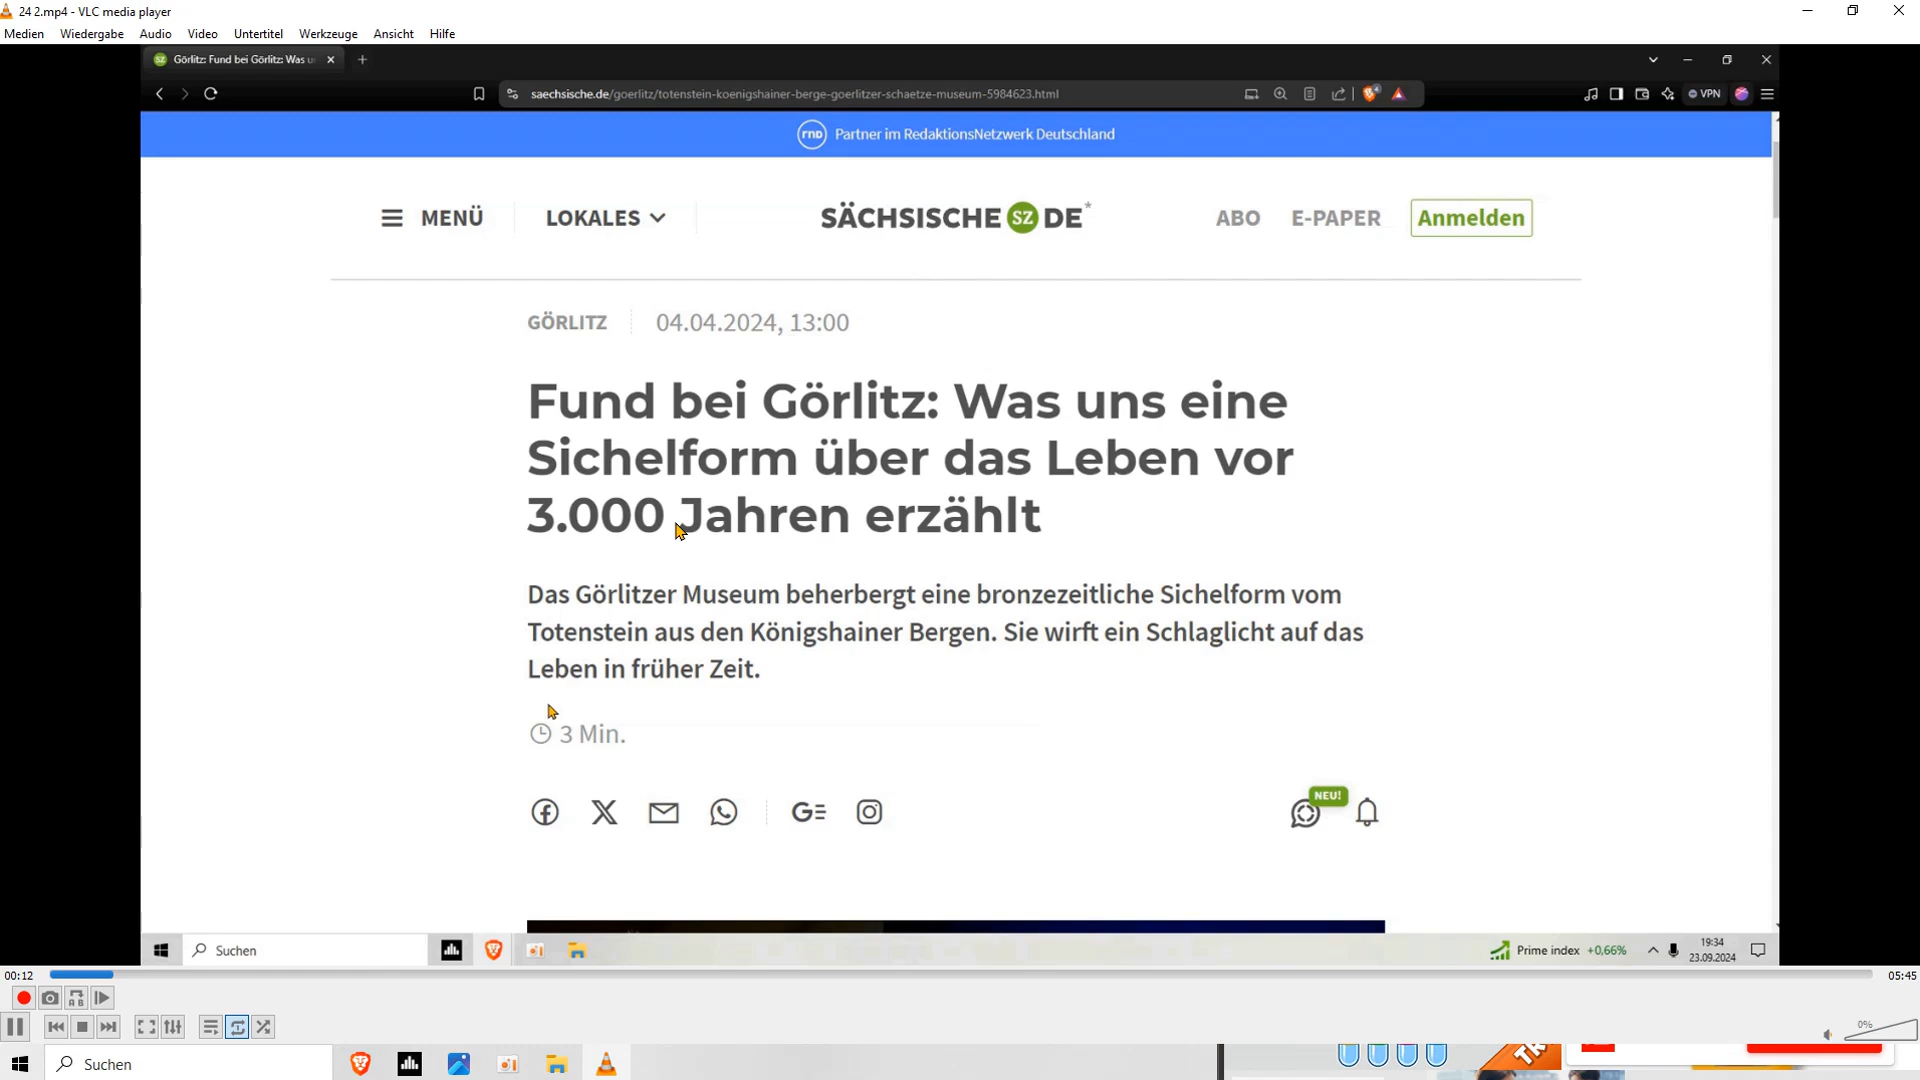 24 2.mp4 - VLC media player
Medien Wiedergabe Audio Video Untertitel Werkzeuge Ansicht Hilfe
SZ Görlitz: Fund bei Görlitz: Was u
saechsische.de/goerlitz/totenstein-koenigshainer-berge-goerlitzer-schaetze-museum-5984623.html
4
VPN
rnd Partner im RedaktionsNetzwerk Deutschland
MENÜ LOKALES SÄCHSISCHE SZ DE* ABO E-PAPER Anmelden
GÖRLITZ 04.04.2024, 13:00
Fund bei Görlitz: Was uns eine
Sichelform über das Leben vor
3.000 Jahren erzählt
Das Görlitzer Museum beherbergt eine bronzezeitliche Sichelform vom
Totenstein aus den Königshainer Bergen. Sie wirft ein Schlaglicht auf das
Leben in früher Zeit.
3 Min.
NEU!
Suchen
Prime index +0,66%
19:34
23.09.2024
00:12
05:45
A B
0%
Suchen